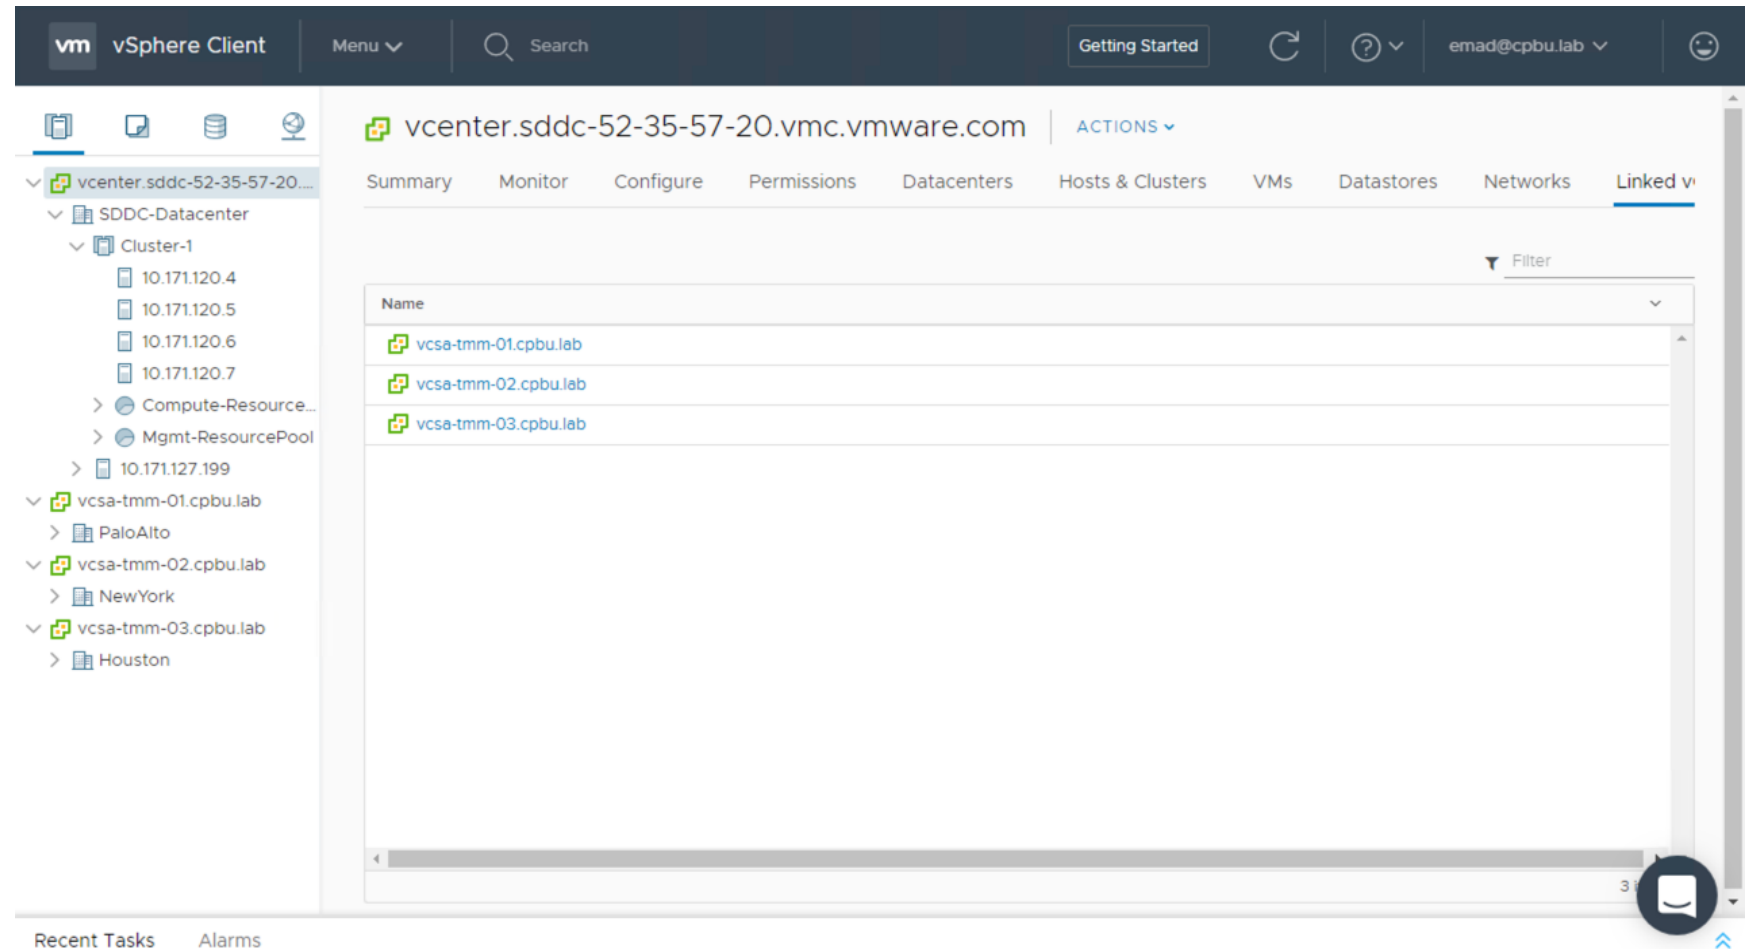 vm vSphere Client Menu Search Getting Started emad@cpbu.lab
vcenter.sddc-52-35-57-20.vmc.vmware.com ACTIONS
Summary Monitor Configure Permissions Datacenters Hosts & Clusters VMs Datastores Networks Linked v
vcenter.sddc-52-35-57-20....
SDDC-Datacenter
Cluster-1
10.171.120.4
10.171.120.5
10.171.120.6
10.171.120.7
Compute-Resource...
Mgmt-ResourcePool
10.171.127.199
vcsa-tmm-01.cpbu.lab
PaloAlto
vcsa-tmm-02.cpbu.lab
NewYork
vcsa-tmm-03.cpbu.lab
Houston
Filter
Name
vcsa-tmm-01.cpbu.lab
vcsa-tmm-02.cpbu.lab
vcsa-tmm-03.cpbu.lab
3
Recent Tasks Alarms